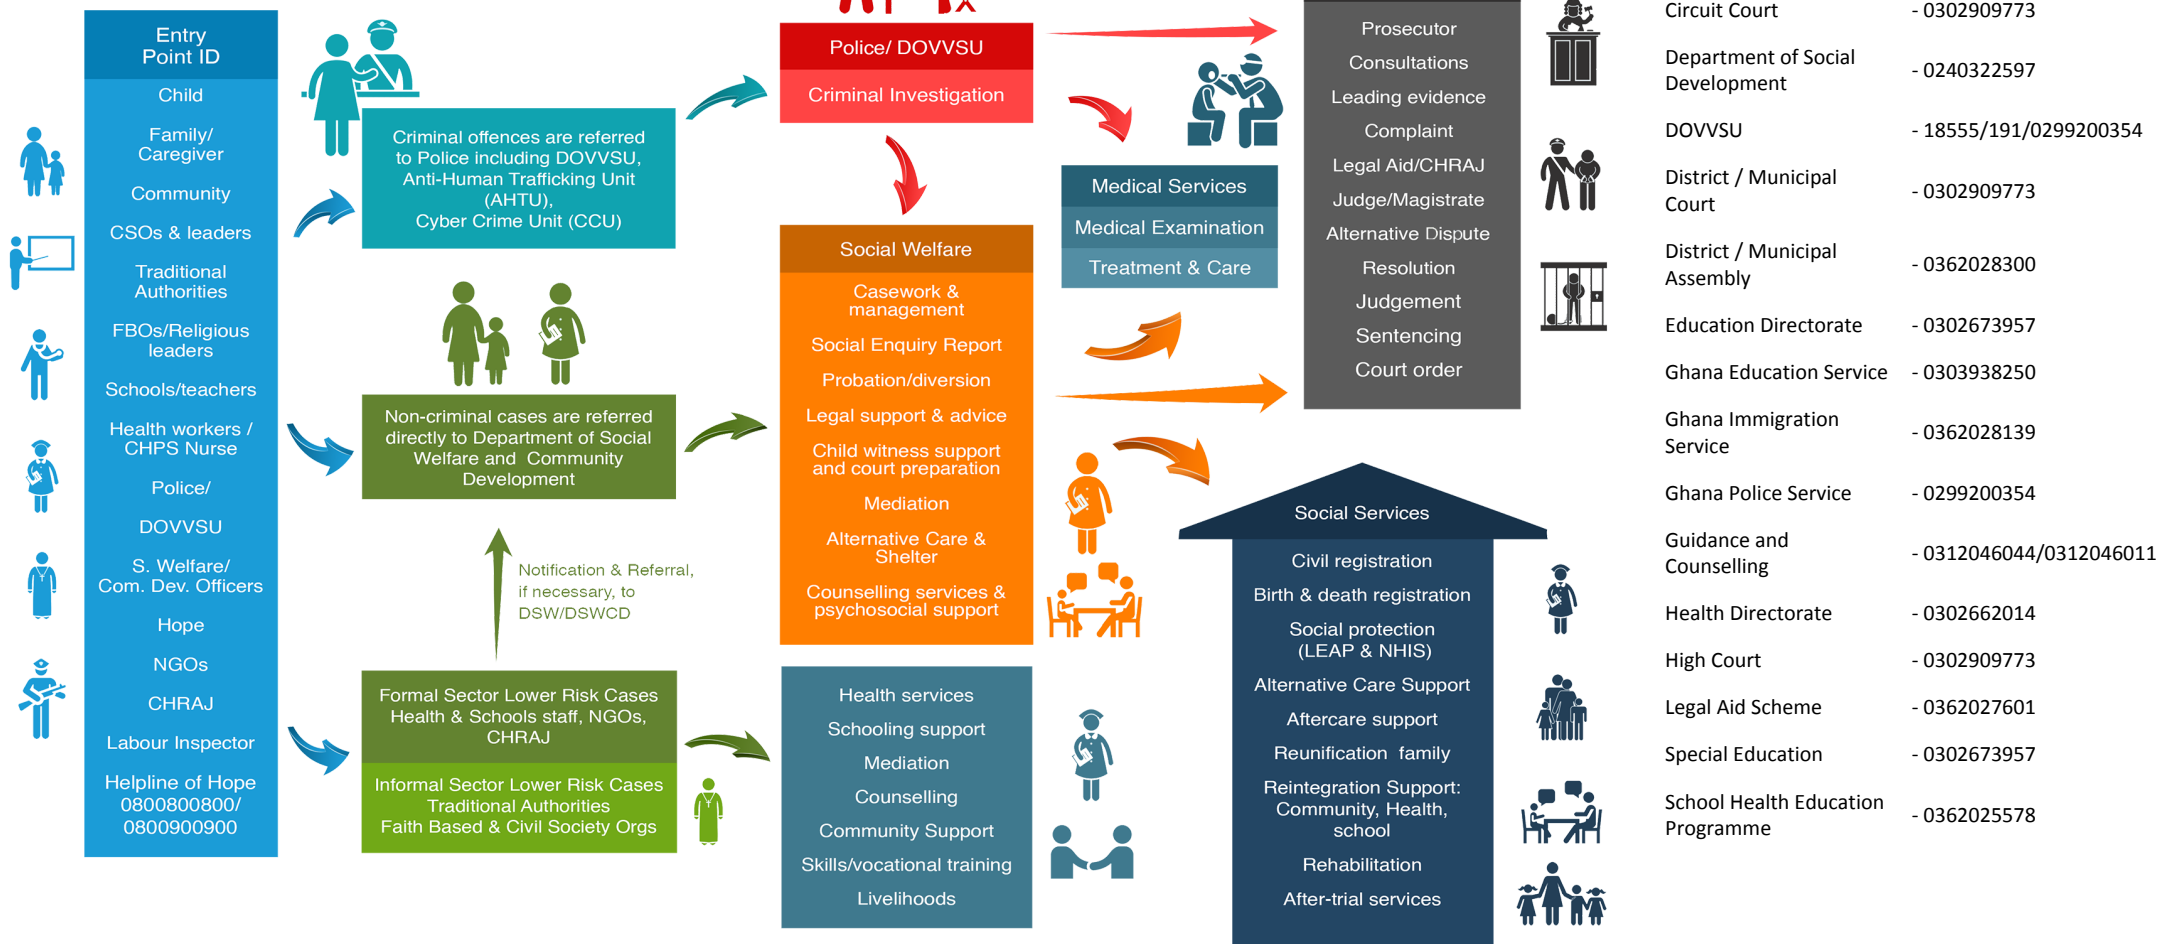 Entry
Point ID
Child
Family/
Caregiver
Community
CSOs & leaders
Traditional
Authorities
FBOs/Religious
leaders
Schools/teachers
Health workers /
CHPS Nurse
Police/
DOVVSU
S. Welfare/
Com. Dev. Officers
Hope
NGOs
CHRAJ
Labour Inspector
Helpline of Hope
0800800800/
0800900900
Criminal offences are referred
to Police including DOVVSU,
Anti-Human Trafficking Unit
(AHTU),
Cyber Crime Unit (CCU)
Non-criminal cases are referred
directly to Department of Social
Welfare and Community
Development
Notification & Referral,
if necessary, to
DSW/DSWCD
Formal Sector Lower Risk Cases
Health & Schools staff, NGOs,
CHRAJ
Informal Sector Lower Risk Cases
Traditional Authorities
Faith Based & Civil Society Orgs
Police/ DOVVSU
Criminal Investigation
Social Welfare
Casework &
management
Social Enquiry Report
Probation/diversion
Legal support & advice
Child witness support
and court preparation
Mediation
Alternative Care &
Shelter
Counselling services &
psychosocial support
Health services
Schooling support
Mediation
Counselling
Community Support
Skills/vocational training
Livelihoods
Medical Services
Medical Examination
Treatment & Care
Prosecutor
Consultations
Leading evidence
Complaint
Legal Aid/CHRAJ
Judge/Magistrate
Alternative Dispute
Resolution
Judgement
Sentencing
Court order
Social Services
Civil registration
Birth & death registration
Social protection
(LEAP & NHIS)
Alternative Care Support
Aftercare support
Reunification family
Reintegration Support:
Community, Health,
school
Rehabilitation
After-trial services
Circuit Court - 0302909773
Department of Social
Development - 0240322597
DOVVSU - 18555/191/0299200354
District / Municipal
Court - 0302909773
District / Municipal
Assembly - 0362028300
Education Directorate - 0302673957
Ghana Education Service - 0303938250
Ghana Immigration
Service - 0362028139
Ghana Police Service - 0299200354
Guidance and
Counselling - 0312046044/0312046011
Health Directorate - 0302662014
High Court - 0302909773
Legal Aid Scheme - 0362027601
Special Education - 0302673957
School Health Education
Programme - 0362025578